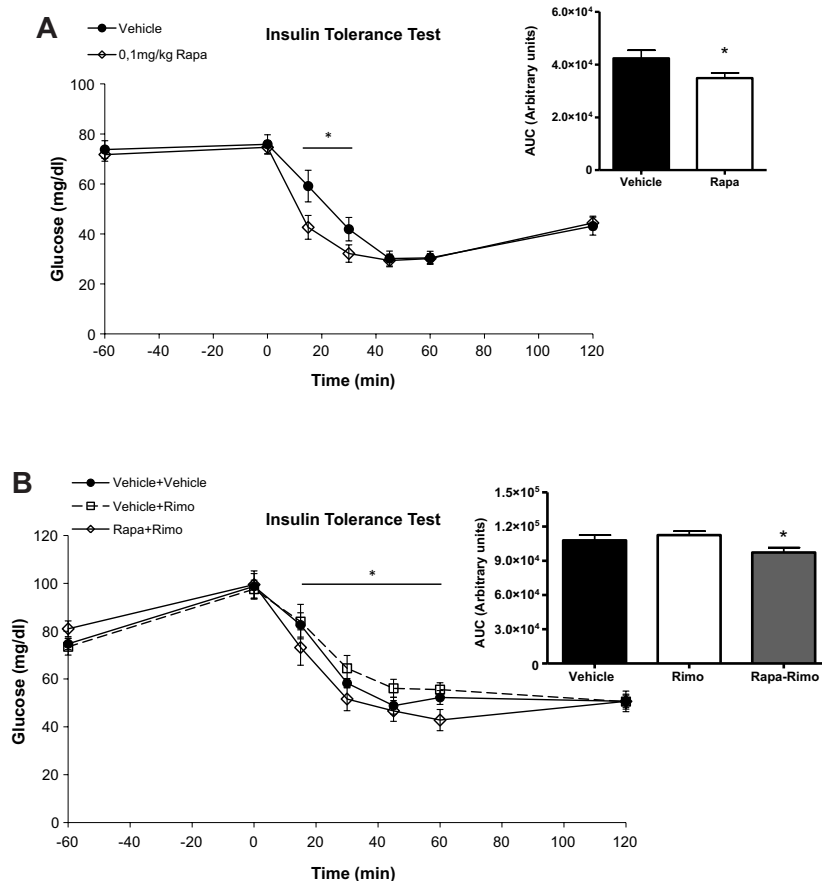 A
Vehicle
0,1mg/kg Rapa
Insulin Tolerance Test
*
Glucose (mg/dl)
100
80
60
40
20
0
-60 -40 -20 0 20 40 60 80 100 120
Time (min)
AUC (Arbitrary units)
6.0×10⁴
4.0×10⁴
2.0×10⁴
0
*
Vehicle Rapa
B
Vehicle+Vehicle
Vehicle+Rimo
Rapa+Rimo
Insulin Tolerance Test
*
Glucose (mg/dl)
120
100
80
60
40
20
0
-60 -40 -20 0 20 40 60 80 100 120
Time (min)
AUC (Arbitrary units)
1.5×10⁵
1.2×10⁵
9.0×10⁴
6.0×10⁴
3.0×10⁴
0
*
Vehicle Rimo Rapa-Rimo